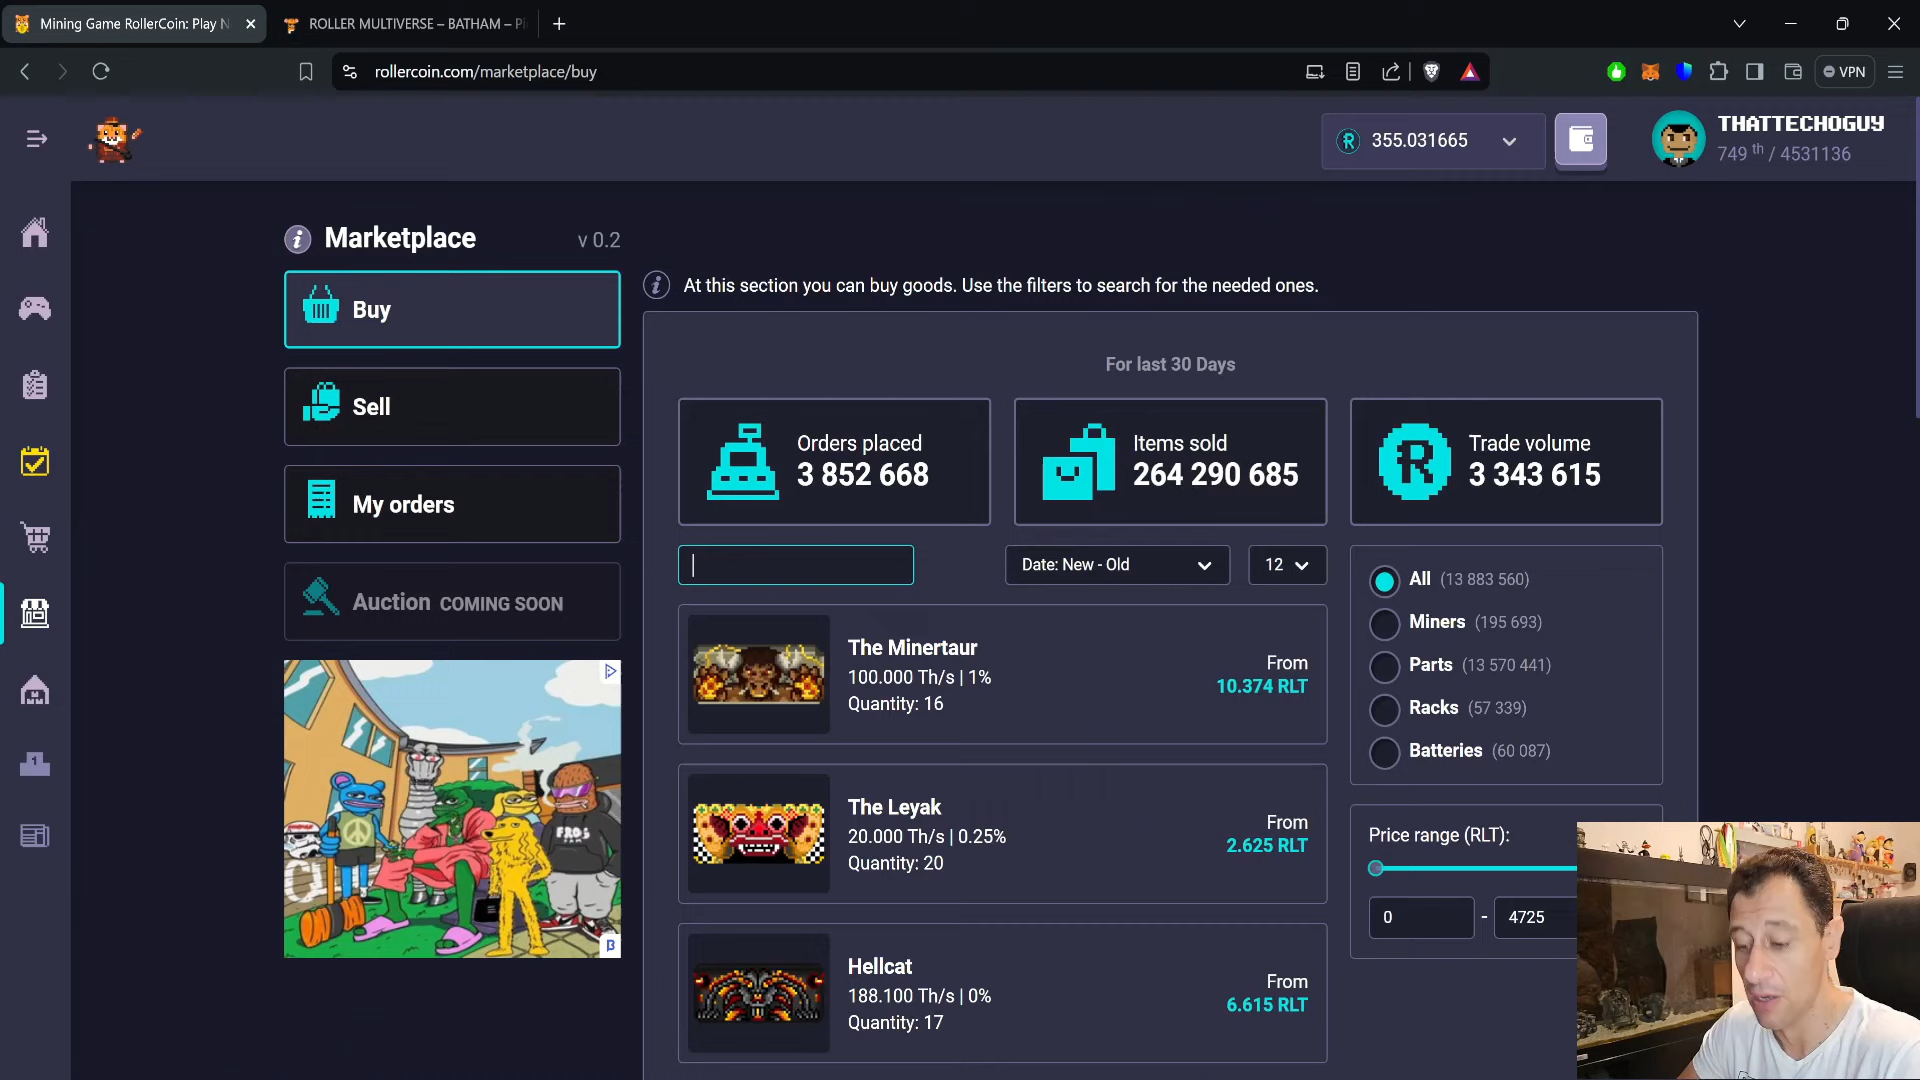 Mining Game RollerCoin: Play N
ROLLER MULTIVERSE – BATHAM – Pl
rollercoin.com/marketplace/buy
VPN
355.031665
THATTECHOGUY
749 th / 4531136
Marketplace
v 0.2
Buy
Sell
My orders
Auction COMING SOON
At this section you can buy goods. Use the filters to search for the needed ones.
For last 30 Days
Orders placed
3 852 668
Items sold
264 290 685
Trade volume
3 343 615
Date: New - Old
12
The Minertaur
100.000 Th/s | 1%
Quantity: 16
From
10.374 RLT
The Leyak
20.000 Th/s | 0.25%
Quantity: 20
From
2.625 RLT
Hellcat
188.100 Th/s | 0%
Quantity: 17
From
6.615 RLT
All (13 883 560)
Miners (195 693)
Parts (13 570 441)
Racks (57 339)
Batteries (60 087)
Price range (RLT):
0 - 4725